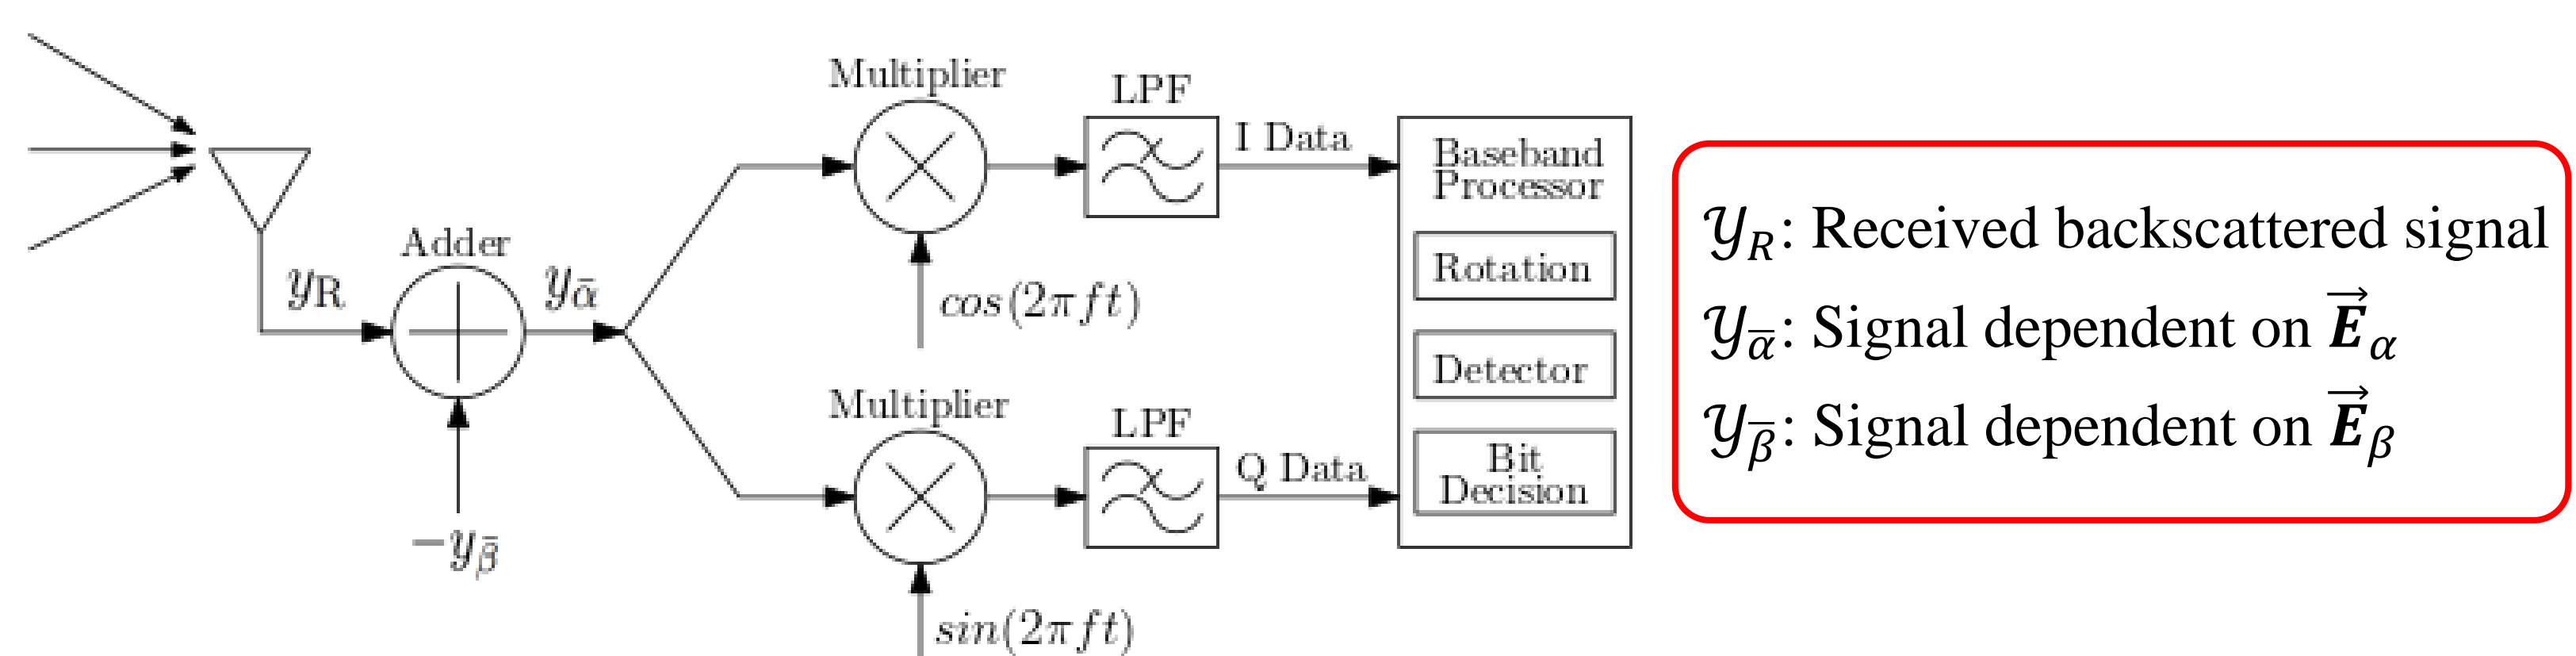 Multiplier
LPF
I Data
Baseband
Processor
Adder
y_R
y_ᾱ
cos(2πft)
Rotation
Detector
Multiplier
LPF
Q Data
Bit
Decision
−y_β̄
sin(2πft)
𝒴_R: Received backscattered signal
𝒴_ᾱ: Signal dependent on E⃗_α
𝒴_β̄: Signal dependent on E⃗_β